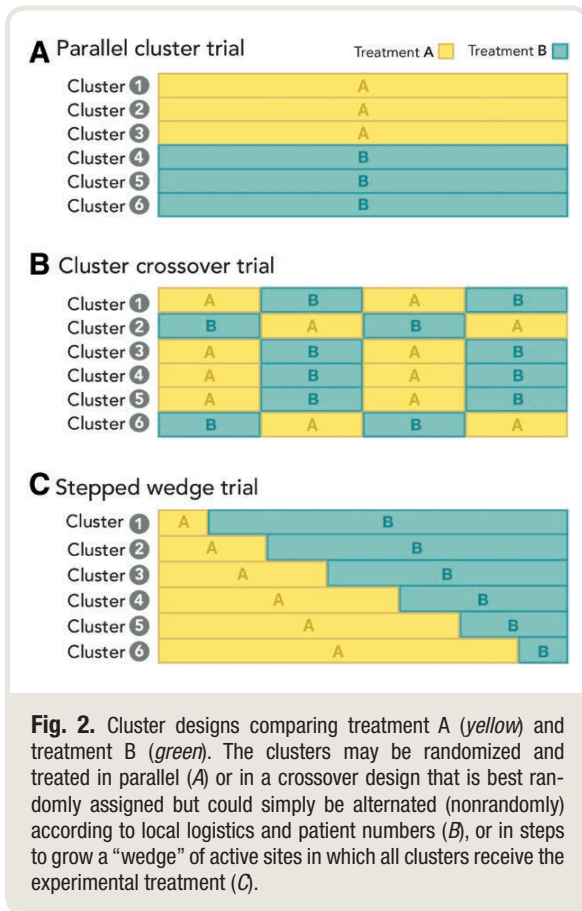 A Parallel cluster trial Treatment A Treatment B
Cluster 1 A
Cluster 2 A
Cluster 3 A
Cluster 4 B
Cluster 5 B
Cluster 6 B
B Cluster crossover trial
Cluster 1 A B A B
Cluster 2 B A B A
Cluster 3 A B A B
Cluster 4 A B A B
Cluster 5 A B A B
Cluster 6 B A B A
C Stepped wedge trial
Cluster 1 A B
Cluster 2 A B
Cluster 3 A B
Cluster 4 A B
Cluster 5 A B
Cluster 6 A B
Fig. 2. Cluster designs comparing treatment A (yellow) and
treatment B (green). The clusters may be randomized and
treated in parallel (A) or in a crossover design that is best ran-
domly assigned but could simply be alternated (nonrandomly)
according to local logistics and patient numbers (B), or in steps
to grow a “wedge” of active sites in which all clusters receive the
experimental treatment (C).